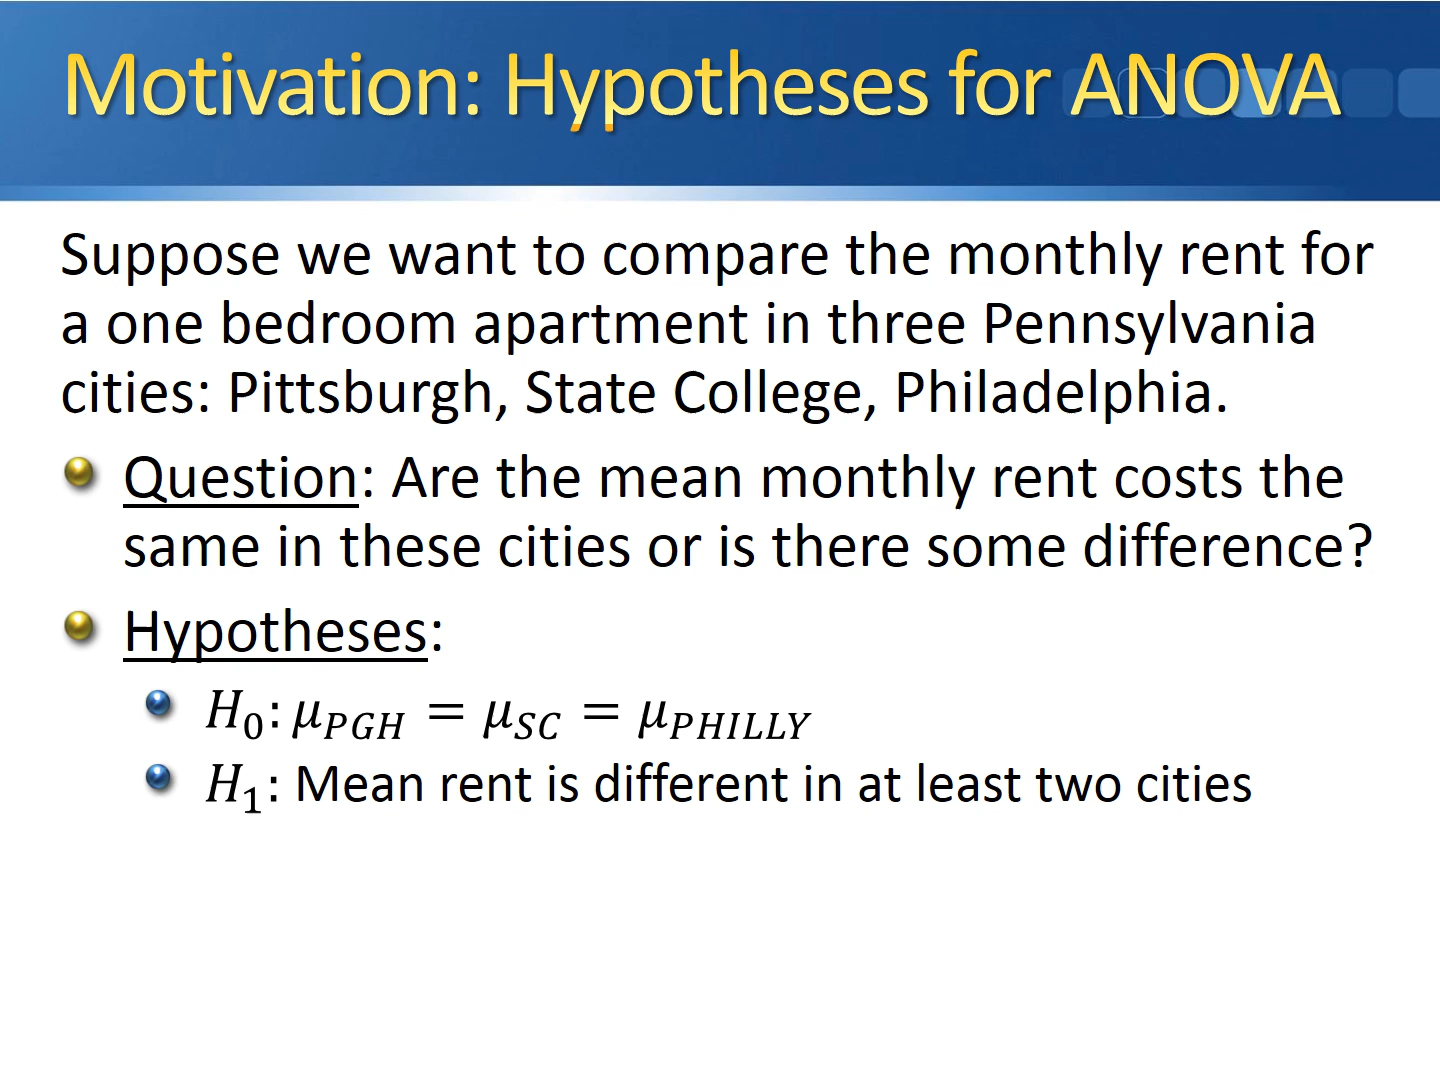 Motivation: Hypotheses for ANOVA
Suppose we want to compare the monthly rent for
a one bedroom apartment in three Pennsylvania
cities: Pittsburgh, State College, Philadelphia.
Question: Are the mean monthly rent costs the
same in these cities or is there some difference?
Hypotheses:
H₀: μ_PGH = μ_SC = μ_PHILLY
H₁: Mean rent is different in at least two cities